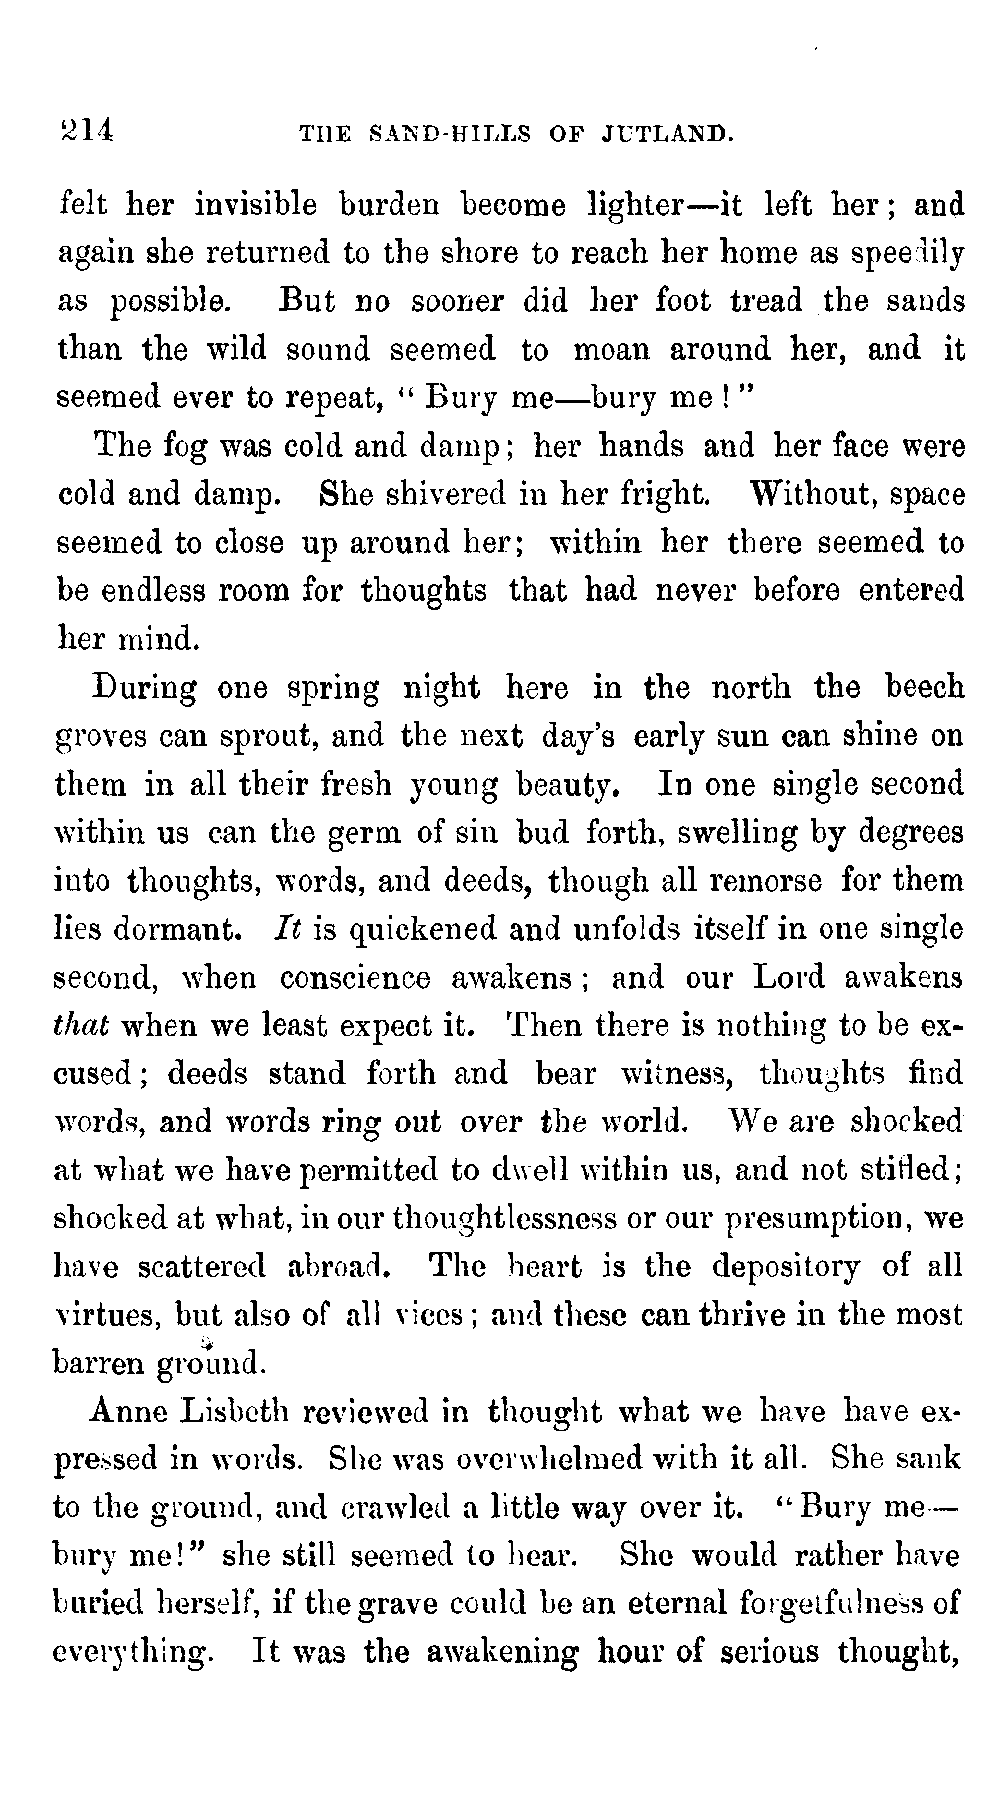 214 THE SAND-HILLS OF JUTLAND.
felt her invisible burden become lighter—it left her; and
again she returned to the shore to reach her home as speedily
as possible. But no sooner did her foot tread the sands
than the wild sound seemed to moan around her, and it
seemed ever to repeat, "Bury me—bury me!"
The fog was cold and damp; her hands and her face were
cold and damp. She shivered in her fright. Without, space
seemed to close up around her; within her there seemed to
be endless room for thoughts that had never before entered
her mind.
During one spring night here in the north the beech
groves can sprout, and the next day's early sun can shine on
them in all their fresh young beauty. In one single second
within us can the germ of sin bud forth, swelling by degrees
into thoughts, words, and deeds, though all remorse for them
lies dormant. It is quickened and unfolds itself in one single
second, when conscience awakens; and our Lord awakens
that when we least expect it. Then there is nothing to be ex-
cused; deeds stand forth and bear witness, thoughts find
words, and words ring out over the world. We are shocked
at what we have permitted to dwell within us, and not stifled;
shocked at what, in our thoughtlessness or our presumption, we
have scattered abroad. The heart is the depository of all
virtues, but also of all vices; and these can thrive in the most
barren ground.
Anne Lisbeth reviewed in thought what we have have ex-
pressed in words. She was overwhelmed with it all. She sank
to the ground, and crawled a little way over it. "Bury me—
bury me!" she still seemed to hear. She would rather have
buried herself, if the grave could be an eternal forgetfulness of
everything. It was the awakening hour of serious thought,